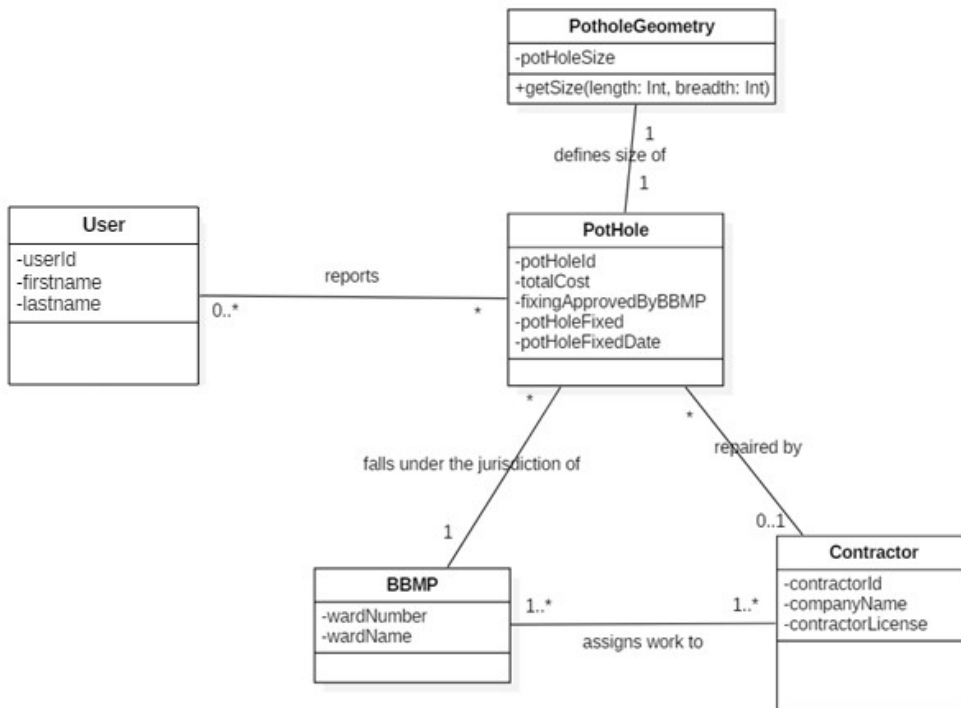 PotholeGeometry
-potHoleSize
+getSize(length: Int, breadth: Int)
1
defines size of
1
User
-userId
-firstname
-lastname
reports
0..*
*
PotHole
-potHoleId
-totalCost
-fixingApprovedByBBMP
-potHoleFixed
-potHoleFixedDate
*
*
falls under the jurisdiction of
repaired by
1
0..1
BBMP
-wardNumber
-wardName
1..*
1..*
assigns work to
Contractor
-contractorId
-companyName
-contractorLicense